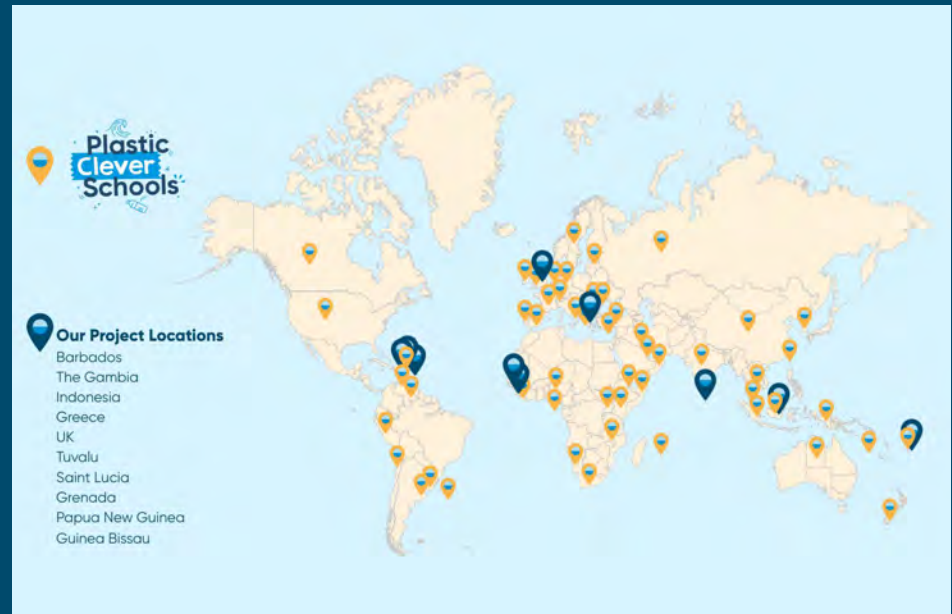 Plastic
Clever
Schools
Our Project Locations
Barbados
The Gambia
Indonesia
Greece
UK
Tuvalu
Saint Lucia
Grenada
Papua New Guinea
Guinea Bissau